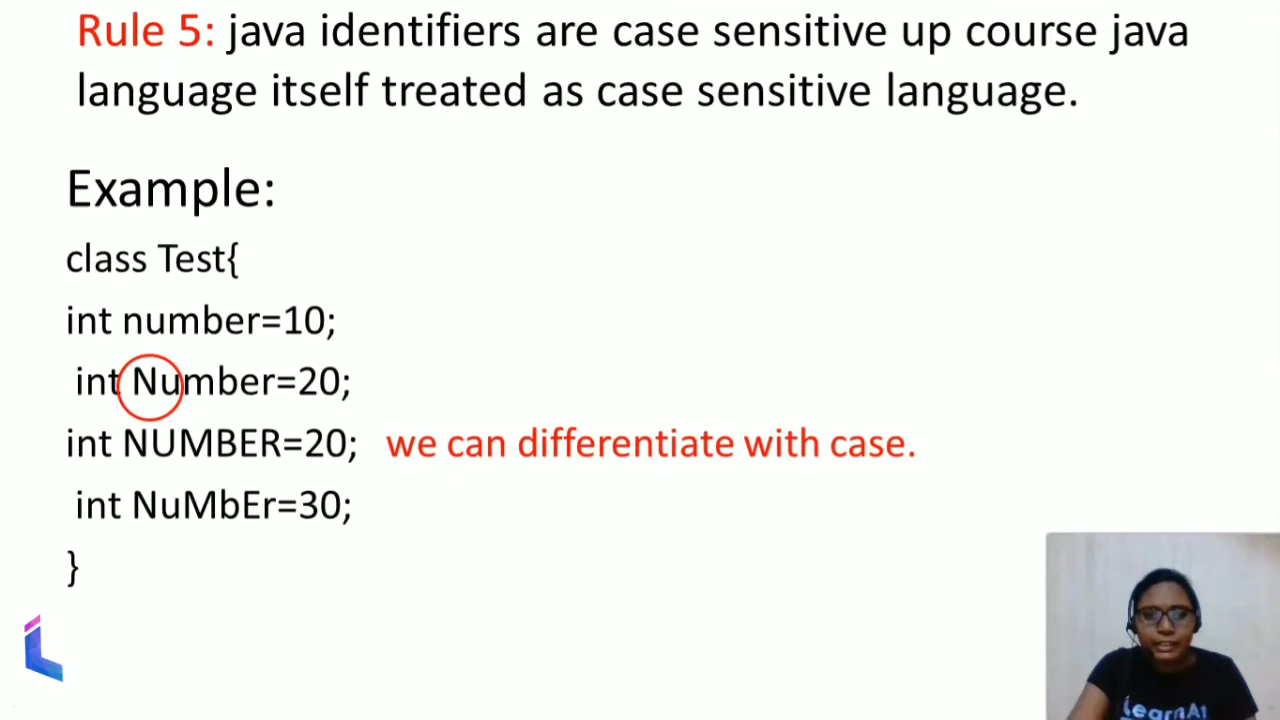 Rule 5: java identifiers are case sensitive up course java
language itself treated as case sensitive language.
Example:
class Test{
int number=10;
int Number=20;
int NUMBER=20; we can differentiate with case.
int NuMbEr=30;
}
LearnAt